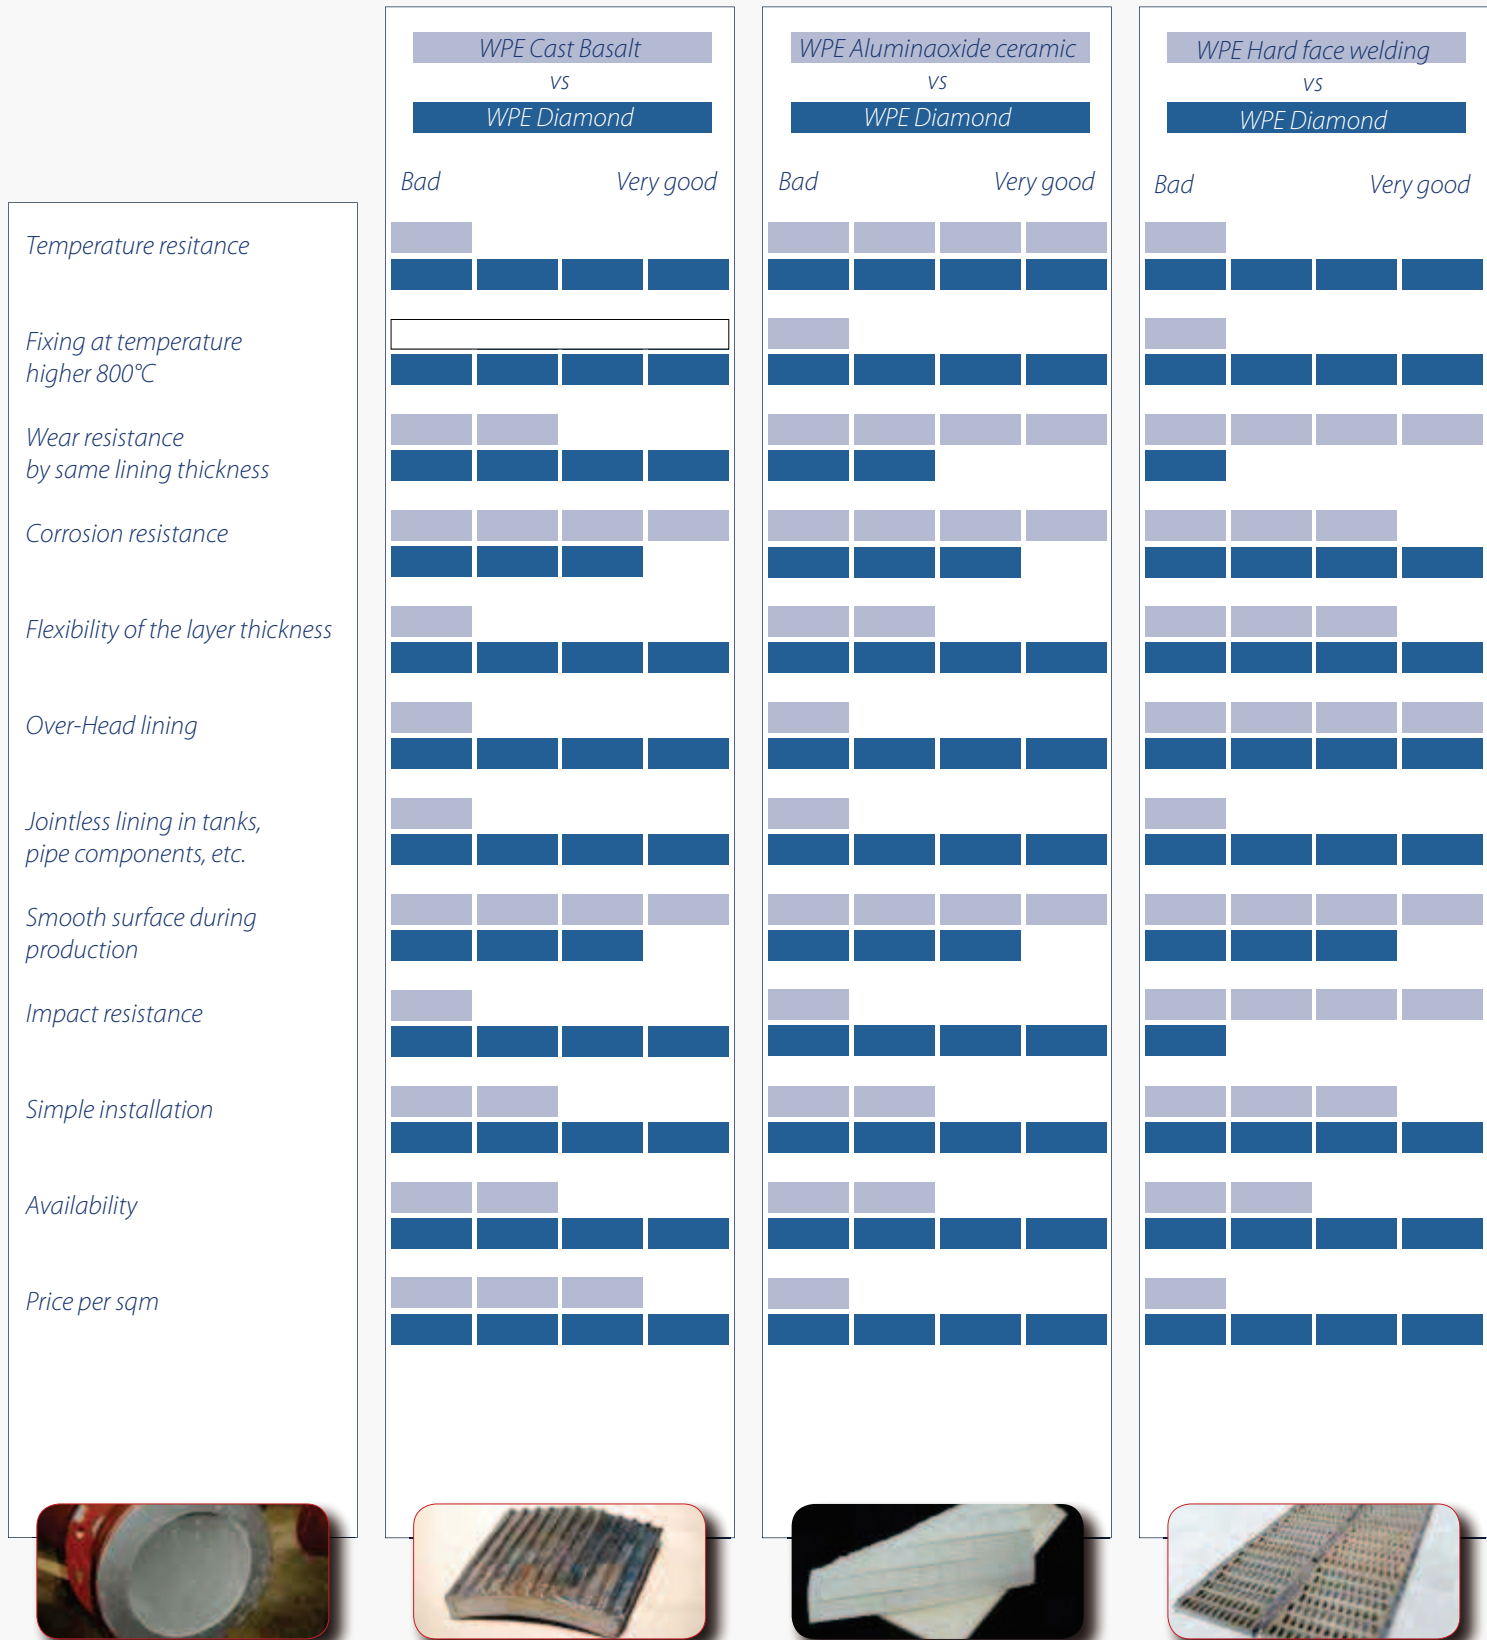 WPE Cast Basalt
vs
WPE Diamond
Bad Very good
WPE Aluminaoxide ceramic
vs
WPE Diamond
Bad Very good
WPE Hard face welding
vs
WPE Diamond
Bad Very good
Temperature resitance
Fixing at temperature
higher 800°C
Wear resistance
by same lining thickness
Corrosion resistance
Flexibility of the layer thickness
Over-Head lining
Jointless lining in tanks,
pipe components, etc.
Smooth surface during
production
Impact resistance
Simple installation
Availability
Price per sqm